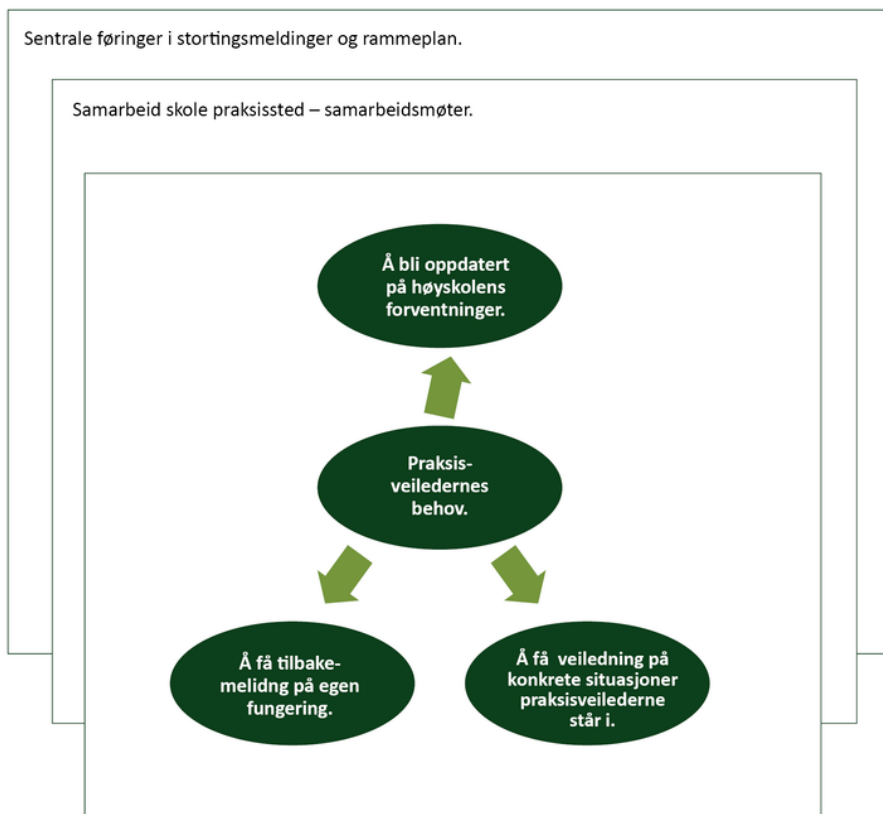 Sentrale føringer i stortingsmeldinger og rammeplan.
Samarbeid skole praksissted – samarbeidsmøter.
Å bli oppdatert
på høyskolens
forventninger.
Praksis-
veiledernes
behov.
Å få tilbake-
melidng på egen
fungering.
Å få  veiledning på
konkrete situasjoner
praksisveilederne
står i.